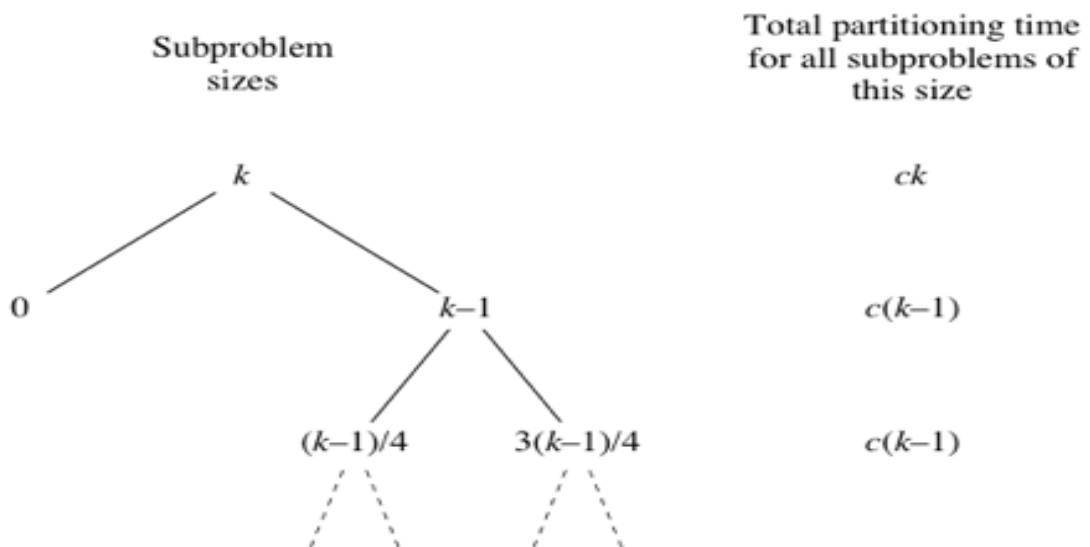 Subproblem
sizes
Total partitioning time
for all subproblems of
this size
k
ck
0
k–1
c(k–1)
(k–1)/4
3(k–1)/4
c(k–1)